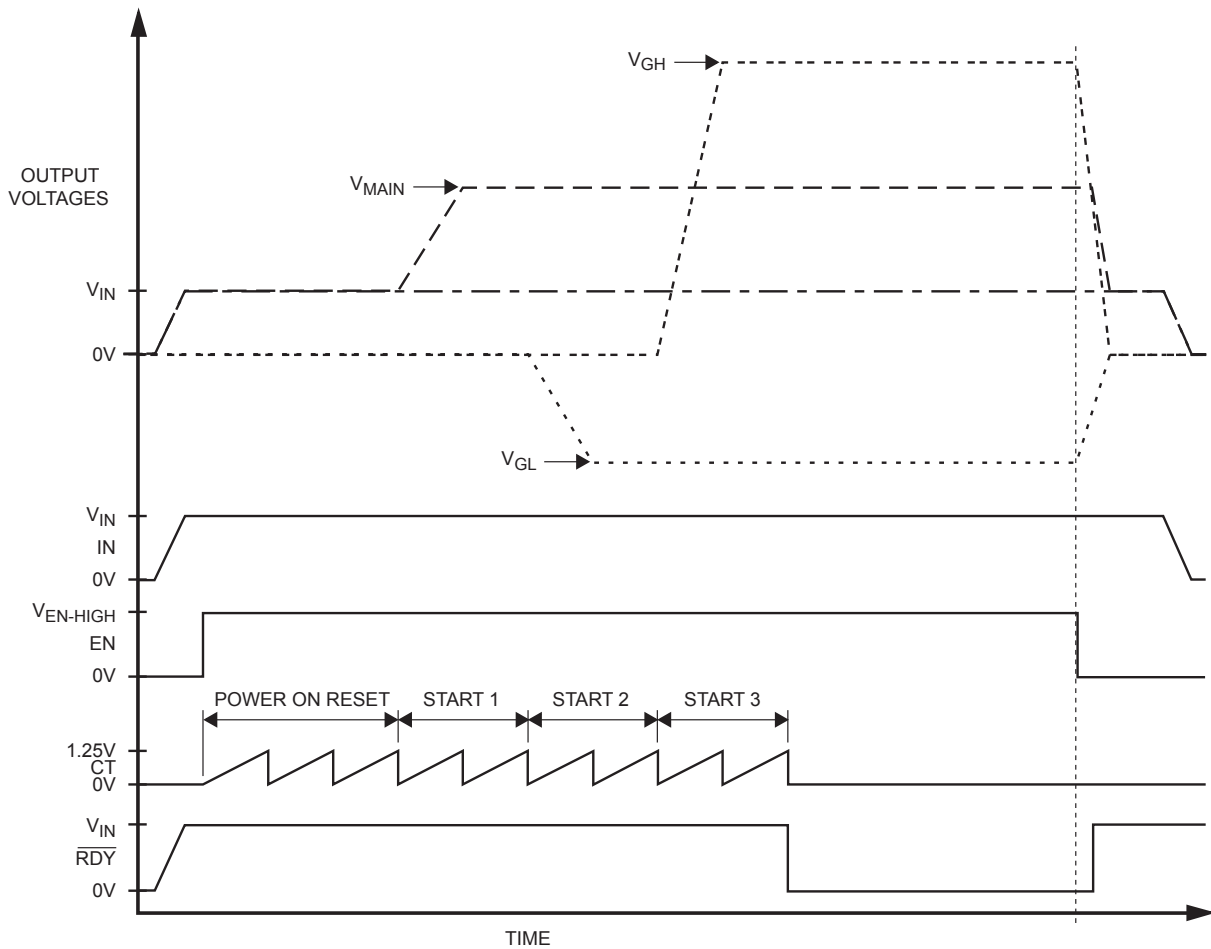 V_GH
OUTPUT
VOLTAGES
V_MAIN
V_IN
0V
V_GL
V_IN
IN
0V
V_EN-HIGH
EN
0V
POWER ON RESET START 1 START 2 START 3
1.25V
CT
0V
V_IN
RDY
0V
TIME